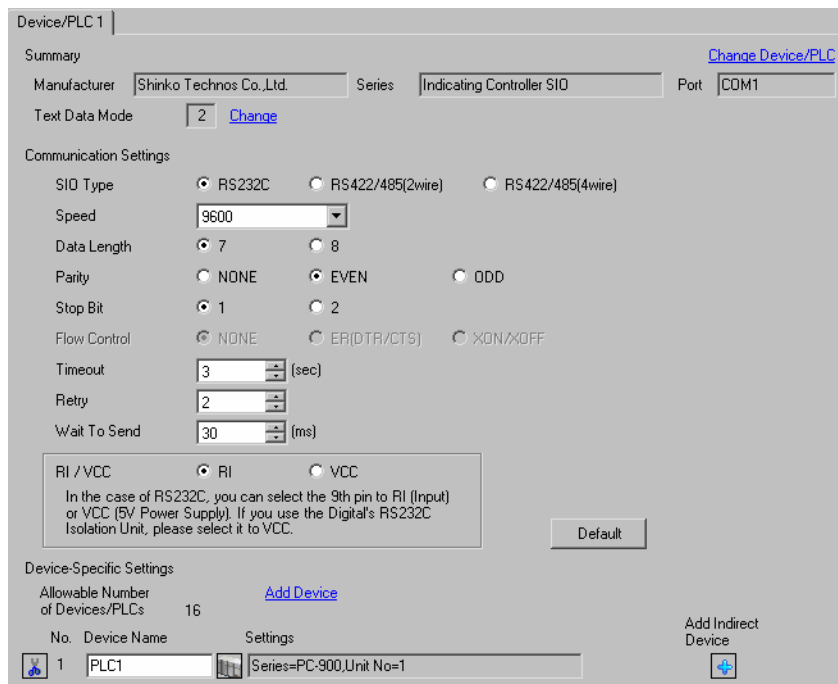 Device/PLC 1
Summary
Change Device/PLC
Manufacturer Shinko Technos Co.,Ltd. Series Indicating Controller SIO Port COM1
Text Data Mode 2 Change
Communication Settings
SIO Type RS232C RS422/485(2wire) RS422/485(4wire)
Speed 9600
Data Length 7 8
Parity NONE EVEN ODD
Stop Bit 1 2
Flow Control NONE ER(DTR/CTS) XON/XOFF
Timeout 3 (sec)
Retry 2
Wait To Send 30 (ms)
RI / VCC RI VCC
In the case of RS232C, you can select the 9th pin to RI (Input)
or VCC (5V Power Supply). If you use the Digital's RS232C
Isolation Unit, please select it to VCC.
Default
Device-Specific Settings
Allowable Number Add Device
of Devices/PLCs 16
Add Indirect
Device
No. Device Name Settings
1 PLC1 Series=PC-900,Unit No=1